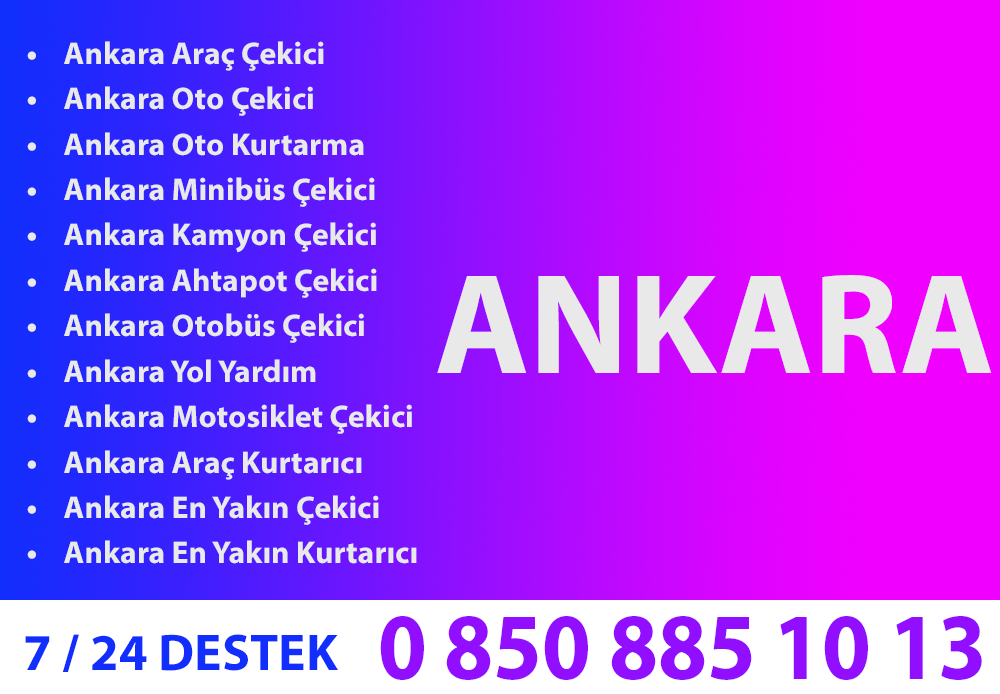 • Ankara Araç Çekici
• Ankara Oto Çekici
• Ankara Oto Kurtarma
• Ankara Minibüs Çekici
• Ankara Kamyon Çekici
• Ankara Ahtapot Çekici
• Ankara Otobüs Çekici
• Ankara Yol Yardım
• Ankara Motosiklet Çekici
• Ankara Araç Kurtarıcı
• Ankara En Yakın Çekici
• Ankara En Yakın Kurtarıcı
ANKARA
7 / 24 DESTEK 0 850 885 10 13